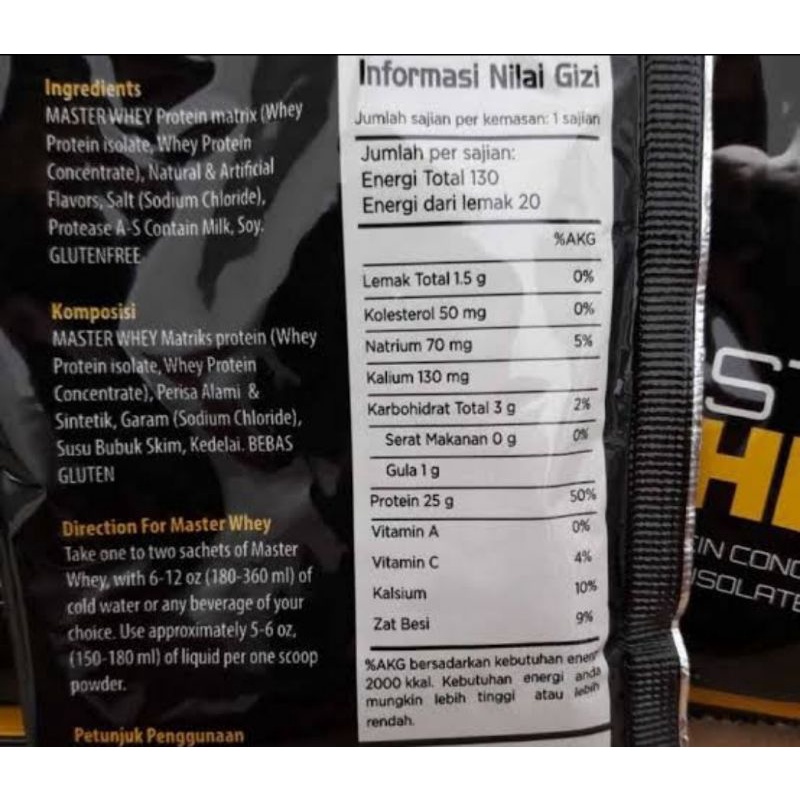 Ingredients
MASTER WHEY Protein matrix (Whey
Protein isolate, Whey Protein
Concentrate), Natural & Artificial
Flavors, Salt (Sodium Chloride),
Protease A-S Contain Milk, Soy.
GLUTENFREE
Komposisi
MASTER WHEY Matriks protein (Whey
Protein isolate, Whey Protein
Concentrate), Perisa Alami &
Sintetik, Garam (Sodium Chloride),
Susu Bubuk Skim, Kedelai. BEBAS
GLUTEN
Direction For Master Whey
Take one to two sachets of Master
Whey, with 6-12 oz (180-360 ml) of
cold water or any beverage of your
choice. Use approximately 5-6 oz,
(150-180 ml) of liquid per one scoop
powder.
Petunjuk Penggunaan
Informasi Nilai Gizi
Jumlah sajian per kemasan: 1 sajian
Jumlah per sajian:
Energi Total 130
Energi dari lemak 20
%AKG
Lemak Total 1.5 g 0%
Kolesterol 50 mg 0%
Natrium 70 mg 5%
Kalium 130 mg
Karbohidrat Total 3 g 2%
Serat Makanan 0 g 0%
Gula 1 g
Protein 25 g 50%
Vitamin A 0%
Vitamin C 4%
Kalsium 10%
Zat Besi 9%
%AKG bersadarkan kebutuhan energi
2000 kkal. Kebutuhan energi anda
mungkin lebih tinggi atau lebih
rendah.
ST
HE
IN CONC
ISOLATE